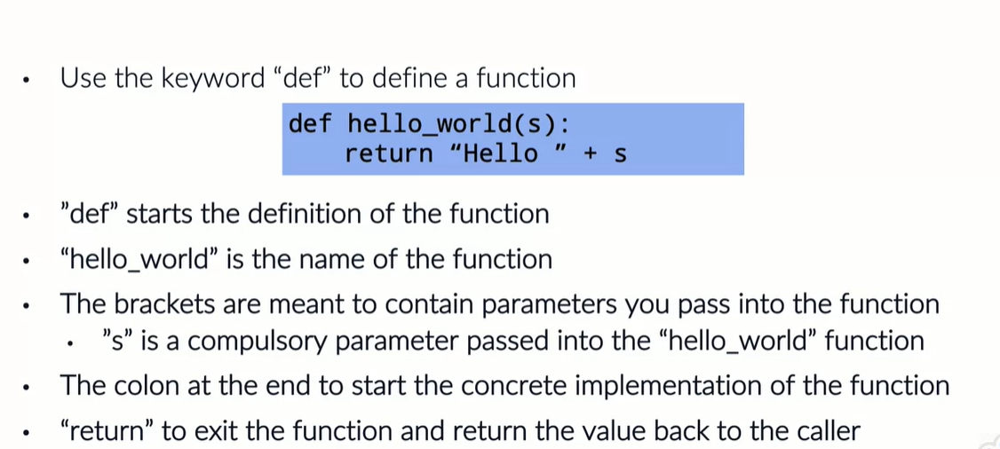 • Use the keyword “def” to define a function
def hello_world(s):
    return “Hello ” + s
• ”def” starts the definition of the function
• “hello_world” is the name of the function
• The brackets are meant to contain parameters you pass into the function
• ”s” is a compulsory parameter passed into the “hello_world” function
• The colon at the end to start the concrete implementation of the function
• “return” to exit the function and return the value back to the caller